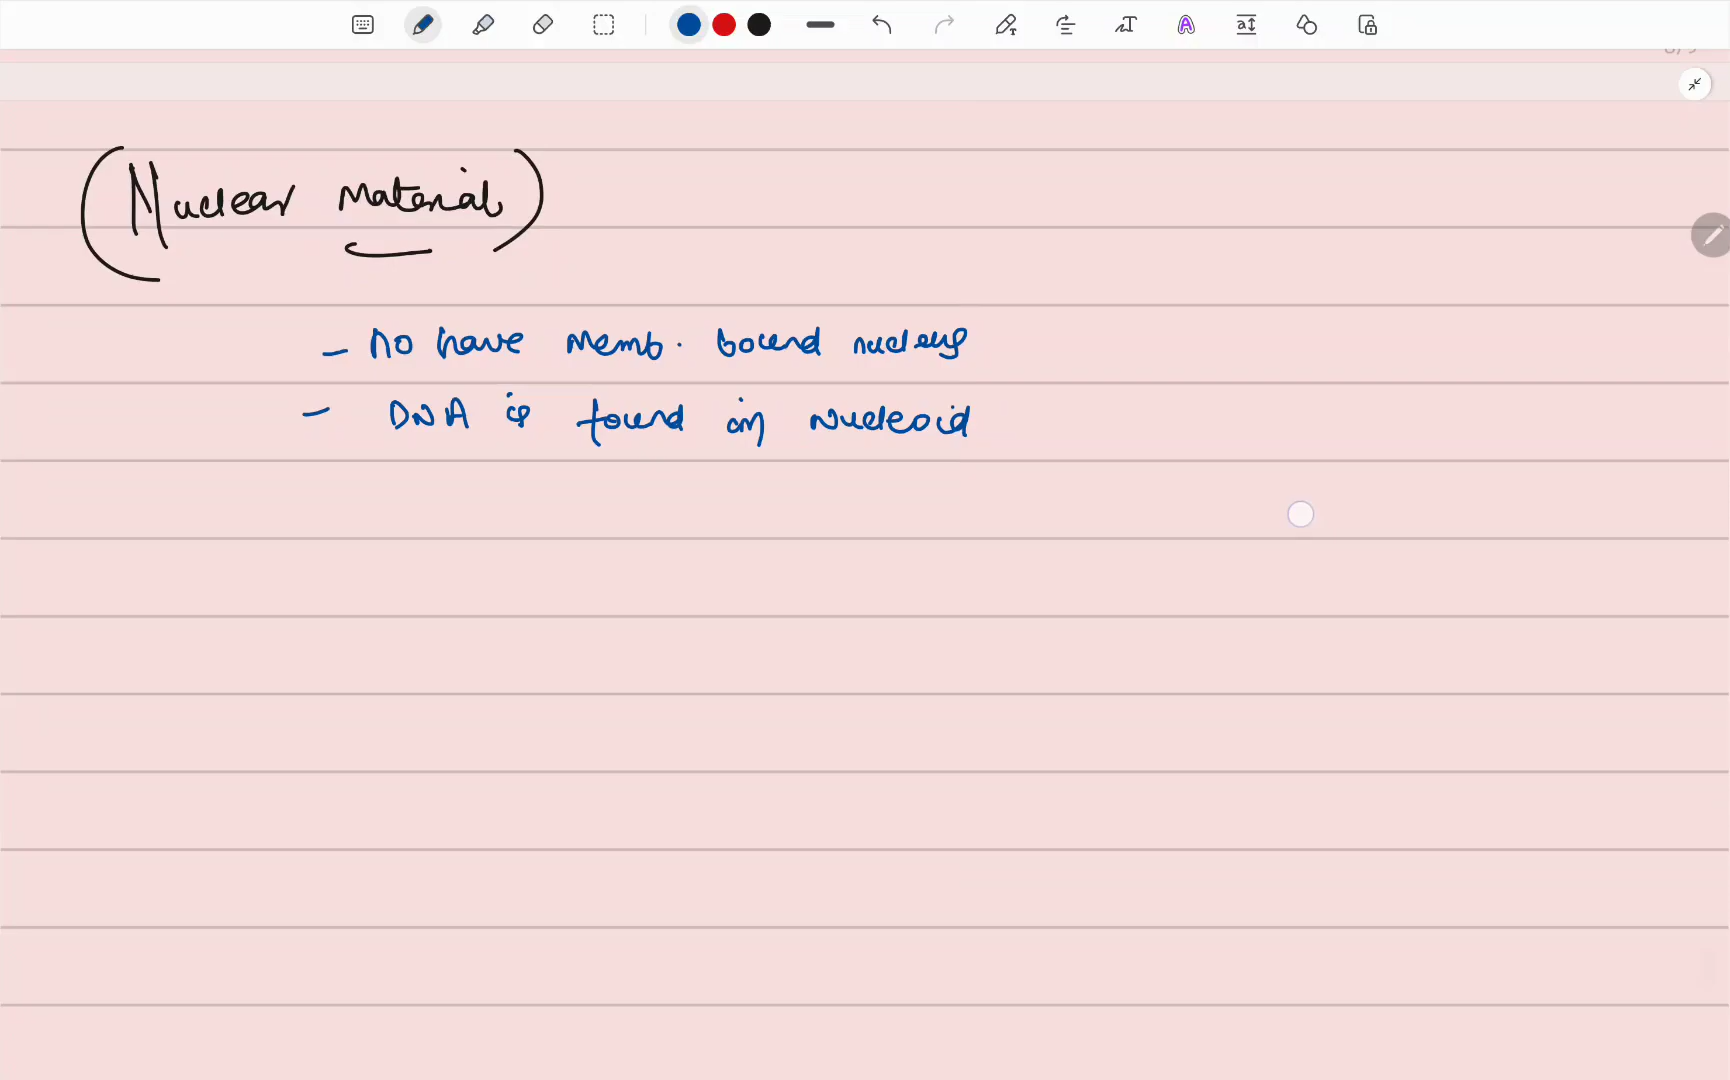 (Nuclear Material)
- no have Memb. bound nucleus
- DNA is found in Nucleoid